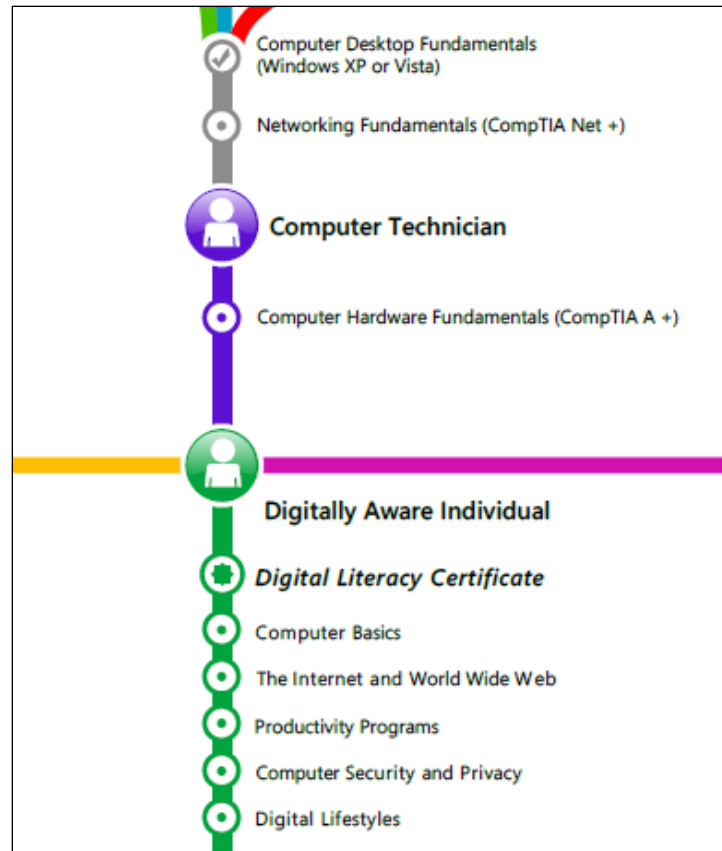 Computer Desktop Fundamentals
(Windows XP or Vista)
Networking Fundamentals (CompTIA Net +)
Computer Technician
Computer Hardware Fundamentals (CompTIA A +)
Digitally Aware Individual
Digital Literacy Certificate
Computer Basics
The Internet and World Wide Web
Productivity Programs
Computer Security and Privacy
Digital Lifestyles